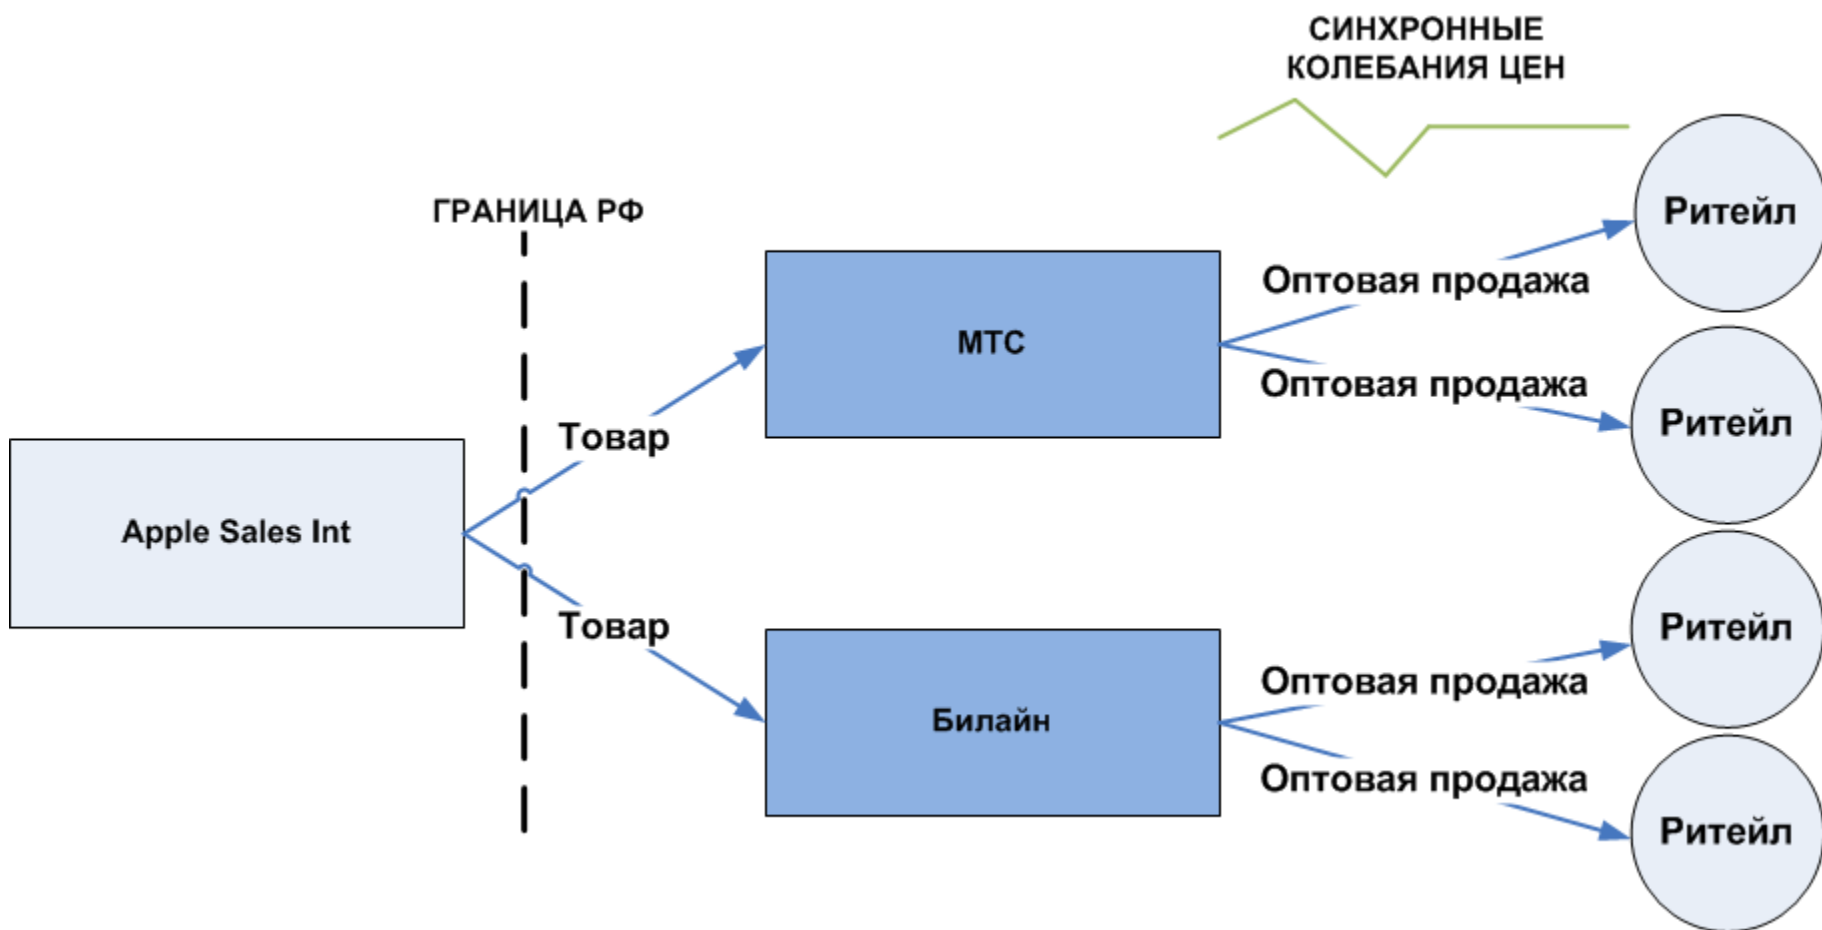 СИНХРОННЫЕ
КОЛЕБАНИЯ ЦЕН
ГРАНИЦА РФ
Ритейл
Оптовая продажа
МТС
Оптовая продажа
Ритейл
Товар
Apple Sales Int
Товар
Ритейл
Оптовая продажа
Билайн
Оптовая продажа
Ритейл